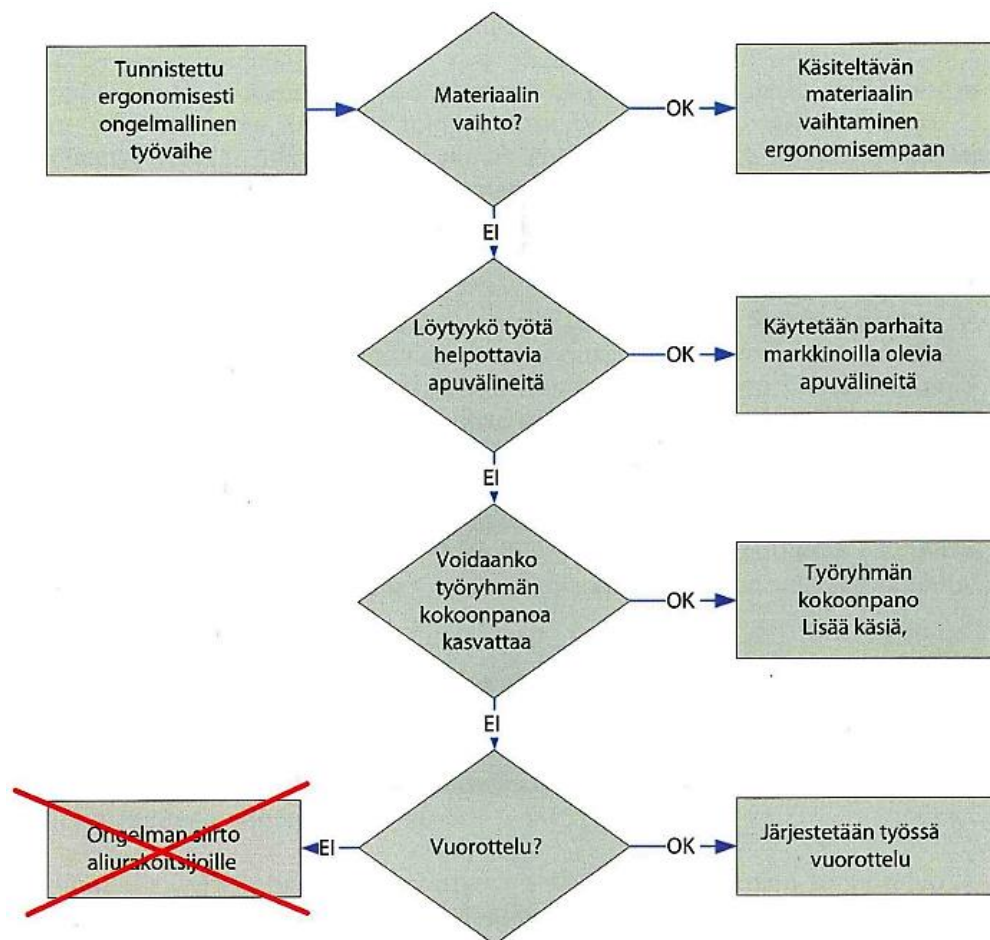 Tunnistettu
ergonomisesti
ongelmallinen
työvaihe
Materiaalin
vaihto?
OK
Käsiteltävän
materiaalin
vaihtaminen
ergonomisempaan
EI
Löytyykö työtä
helpottavia
apuvälineitä
OK
Käytetään parhaita
markkinoilla olevia
apuvälineitä
EI
Voidaanko
työryhmän
kokoonpanoa
kasvattaa
OK
Työryhmän
kokoonpano
Lisää käsiä,
EI
Ongelman siirto
aliurakoitsijoille
EI
Vuorottelu?
OK
Järjestetään työssä
vuorottelu